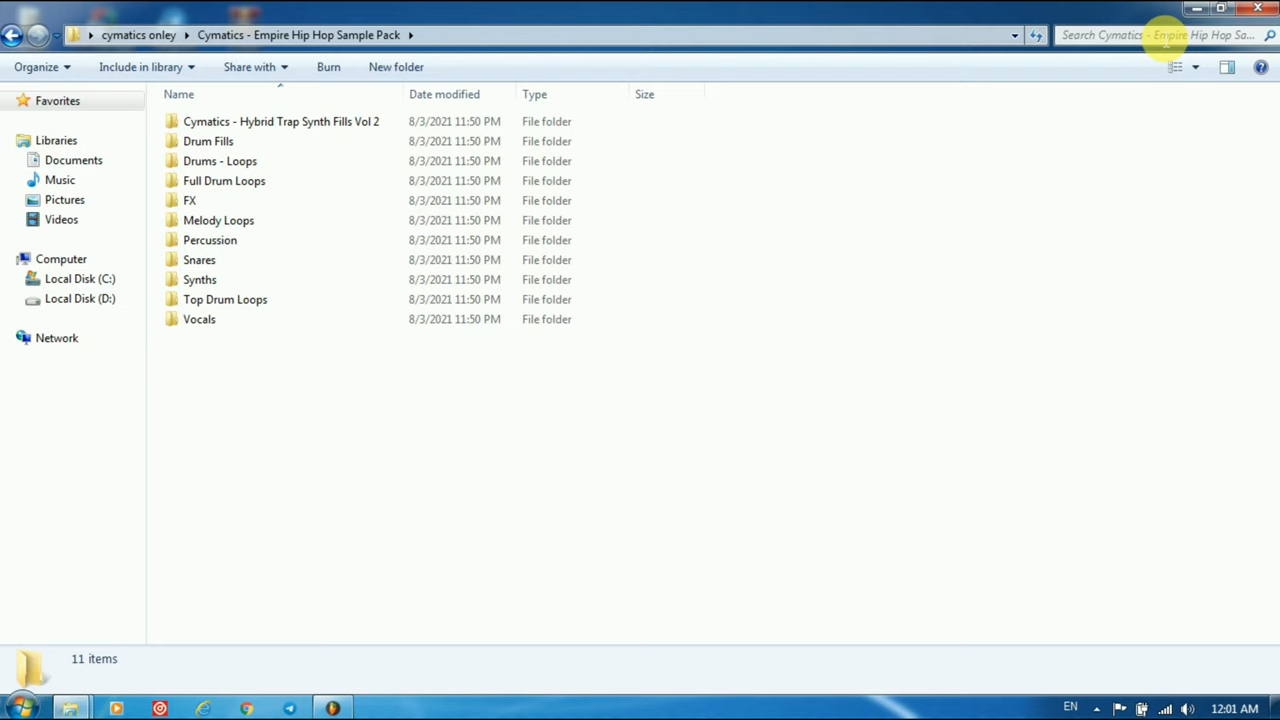 cymatics onley Cymatics - Empire Hip Hop Sample Pack Search Cymatics - Empire Hip Hop Sa...
Organize Include in library Share with Burn New folder
Name Date modified Type Size
Favorites
Libraries
Documents
Music
Pictures
Videos
Computer
Local Disk (C:)
Local Disk (D:)
Network
Cymatics - Hybrid Trap Synth Fills Vol 2 8/3/2021 11:50 PM File folder
Drum Fills 8/3/2021 11:50 PM File folder
Drums - Loops 8/3/2021 11:50 PM File folder
Full Drum Loops 8/3/2021 11:50 PM File folder
FX 8/3/2021 11:50 PM File folder
Melody Loops 8/3/2021 11:50 PM File folder
Percussion 8/3/2021 11:50 PM File folder
Snares 8/3/2021 11:50 PM File folder
Synths 8/3/2021 11:50 PM File folder
Top Drum Loops 8/3/2021 11:50 PM File folder
Vocals 8/3/2021 11:50 PM File folder
11 items
EN 12:01 AM